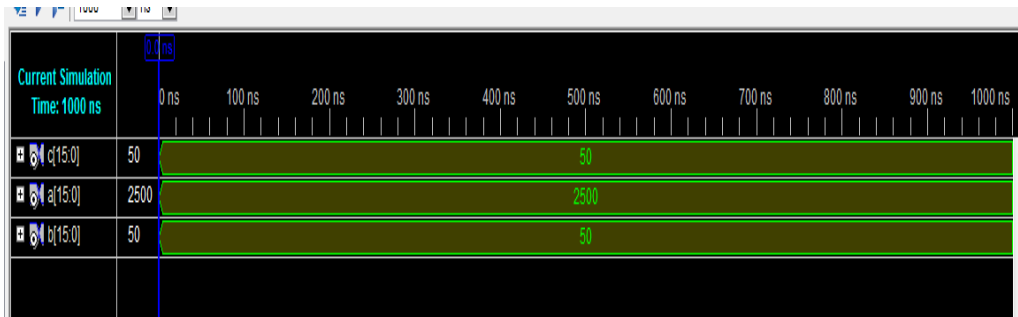 1000 ns
0.0 ns
Current Simulation
Time: 1000 ns
0 ns 100 ns 200 ns 300 ns 400 ns 500 ns 600 ns 700 ns 800 ns 900 ns 1000 ns
c[15:0] 50 50
a[15:0] 2500 2500
b[15:0] 50 50